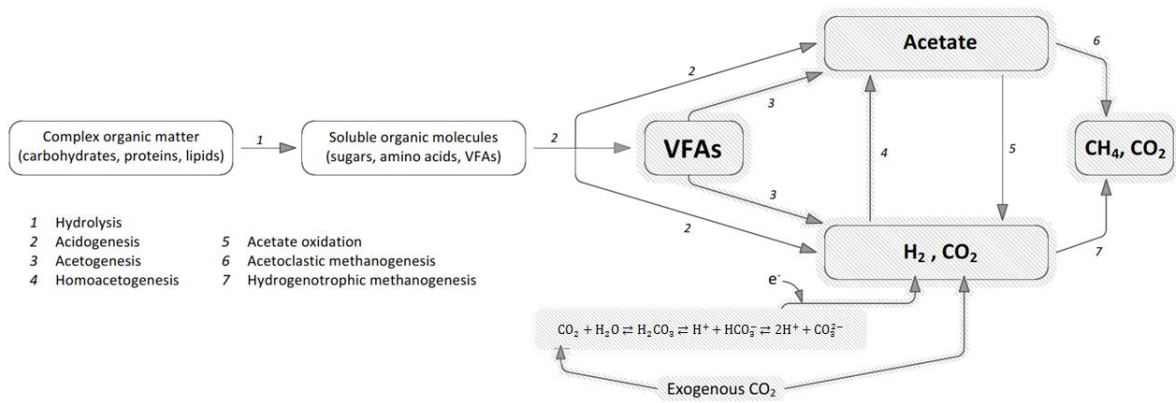 Acetate
6
2
3
Complex organic matter
(carbohydrates, proteins, lipids)
1
Soluble organic molecules
(sugars, amino acids, VFAs)
2
VFAs
4
5
CH₄, CO₂
3
2
H₂ , CO₂
7
1 Hydrolysis
2 Acidogenesis
3 Acetogenesis
4 Homoacetogenesis
5 Acetate oxidation
6 Acetoclastic methanogenesis
7 Hydrogenotrophic methanogenesis
e⁻
CO₂ + H₂O ⇄ H₂CO₃ ⇄ H⁺ + HCO₃⁻ ⇄ 2H⁺ + CO₃²⁻
Exogenous CO₂